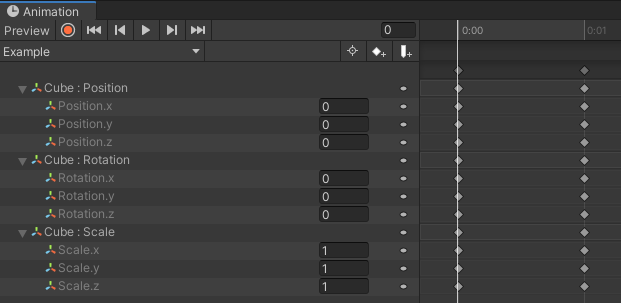 Animation
Preview 0 0:00 0:01
Example
Cube : Position
Position.x 0
Position.y 0
Position.z 0
Cube : Rotation
Rotation.x 0
Rotation.y 0
Rotation.z 0
Cube : Scale
Scale.x 1
Scale.y 1
Scale.z 1